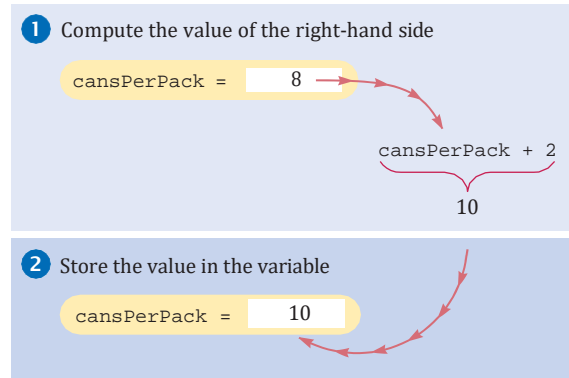 1 Compute the value of the right-hand side
cansPerPack = 8
cansPerPack + 2
10
2 Store the value in the variable
cansPerPack = 10